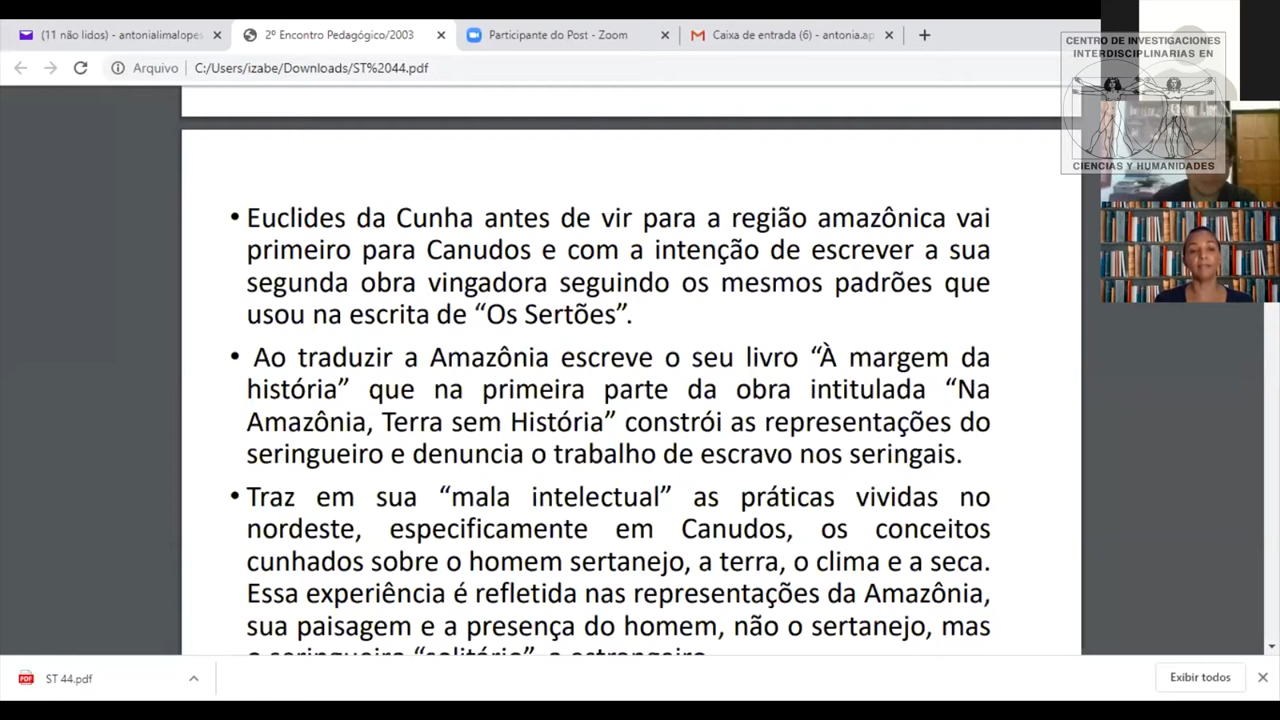 (11 não lidos) - antonialimalopes
2º Encontro Pedagógico/2003
Participante do Post - Zoom
Caixa de entrada (6) - antonia.ap
Arquivo
C:/Users/izabe/Downloads/ST%2044.pdf
CENTRO DE INVESTIGACIONES
INTERDISCIPLINARIAS EN
CIENCIAS Y HUMANIDADES
• Euclides da Cunha antes de vir para a região amazônica vai
primeiro para Canudos e com a intenção de escrever a sua
segunda obra vingadora seguindo os mesmos padrões que
usou na escrita de “Os Sertões”.
• Ao traduzir a Amazônia escreve o seu livro “À margem da
história” que na primeira parte da obra intitulada “Na
Amazônia, Terra sem História” constrói as representações do
seringueiro e denuncia o trabalho de escravo nos seringais.
• Traz em sua “mala intelectual” as práticas vividas no
nordeste, especificamente em Canudos, os conceitos
cunhados sobre o homem sertanejo, a terra, o clima e a seca.
Essa experiência é refletida nas representações da Amazônia,
sua paisagem e a presença do homem, não o sertanejo, mas
o seringueiro “solitário”, o estrangeiro
ST 44.pdf
Exibir todos